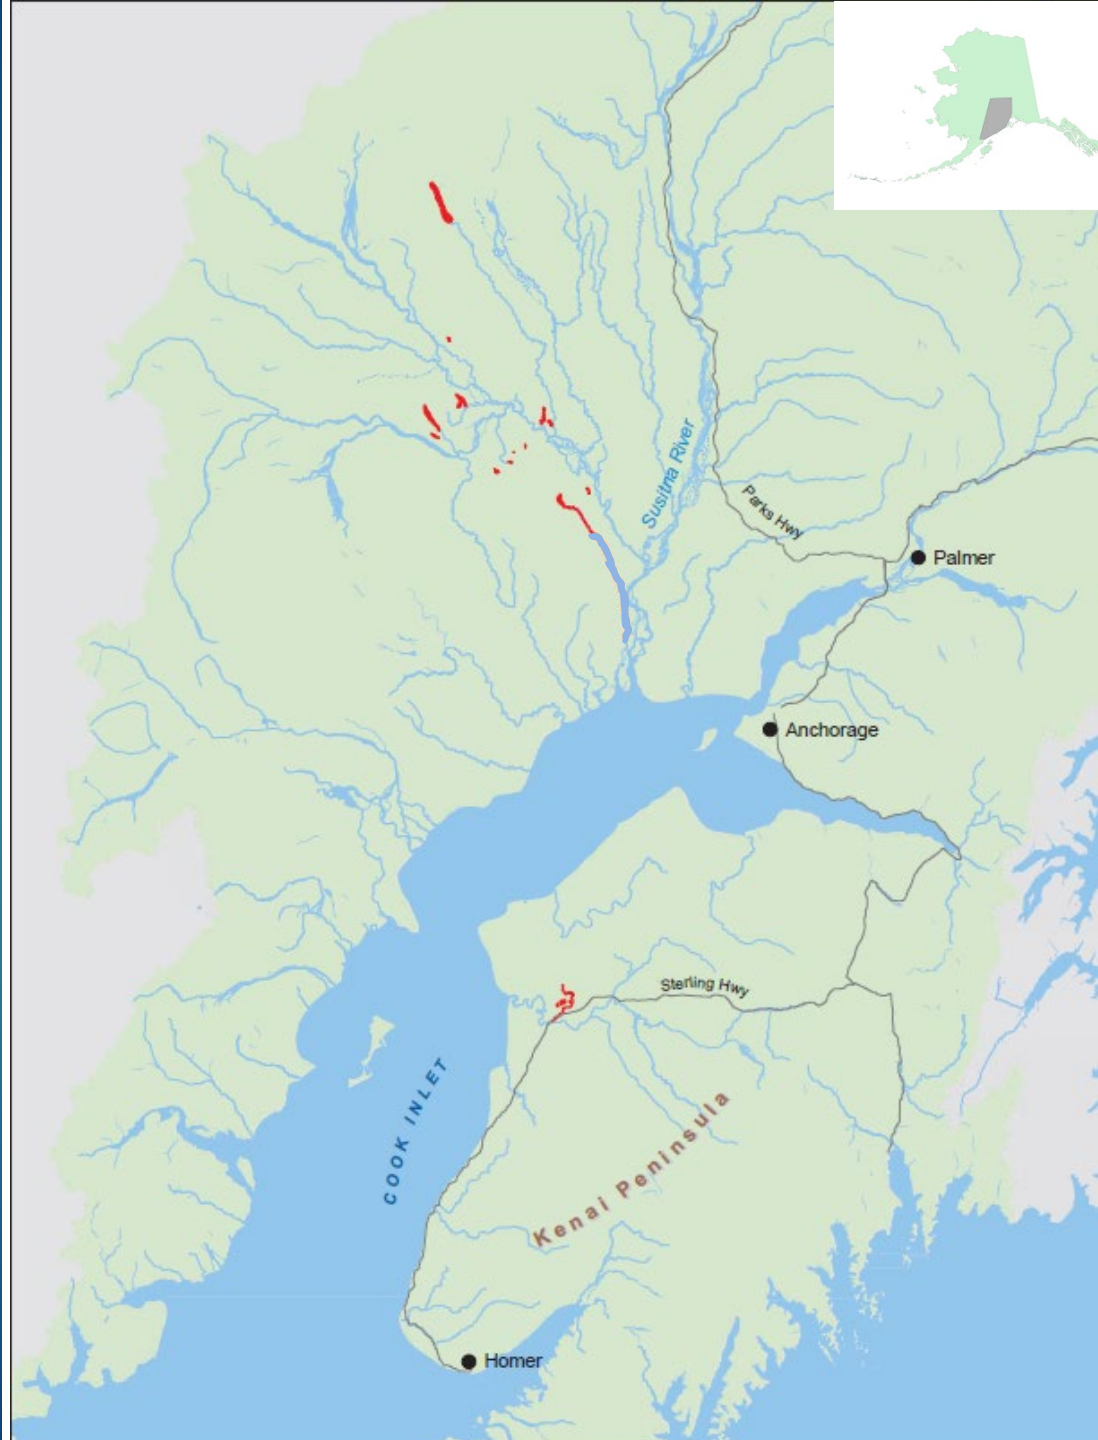 Susitna River
Parks Hwy
Palmer
Anchorage
Sterling Hwy
COOK INLET
Kenai Peninsula
Homer